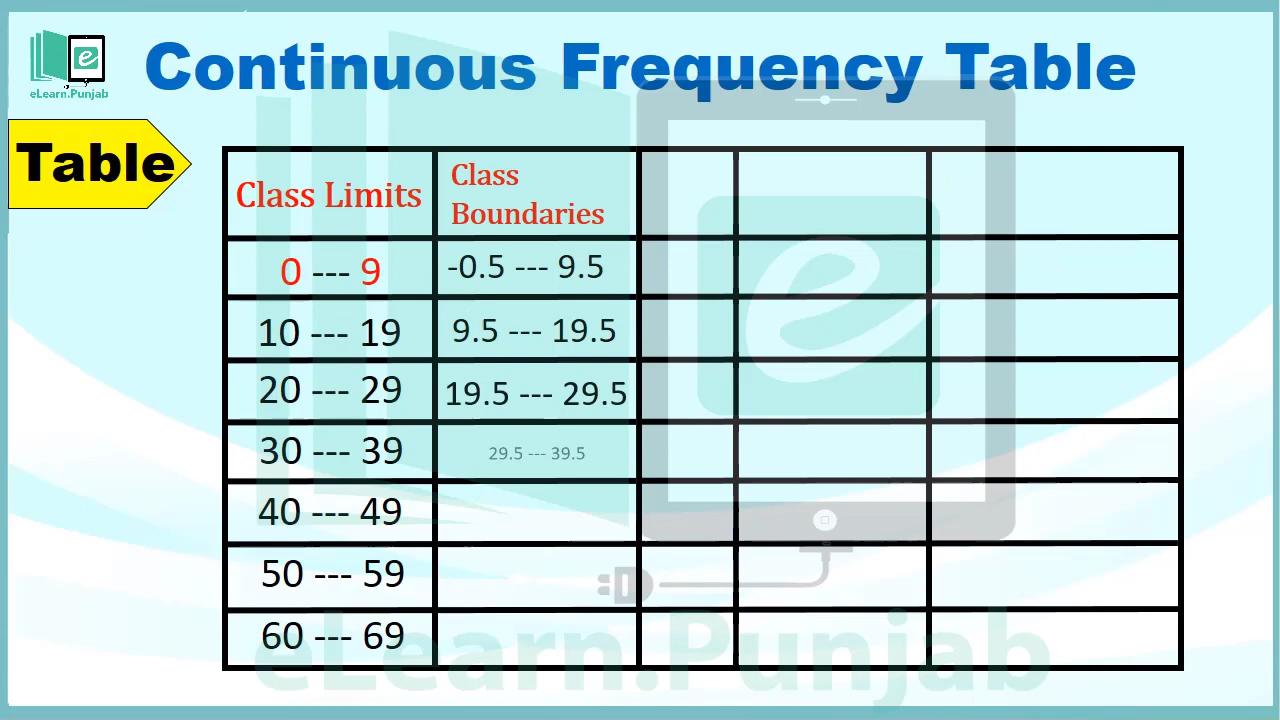 Continuous Frequency Table
eLearn.Punjab
Table
Class Limits
Class
Boundaries
0 --- 9
-0.5 --- 9.5
10 --- 19
9.5 --- 19.5
20 --- 29
19.5 --- 29.5
30 --- 39
29.5 --- 39.5
40 --- 49
50 --- 59
60 --- 69
eLearn.Punjab